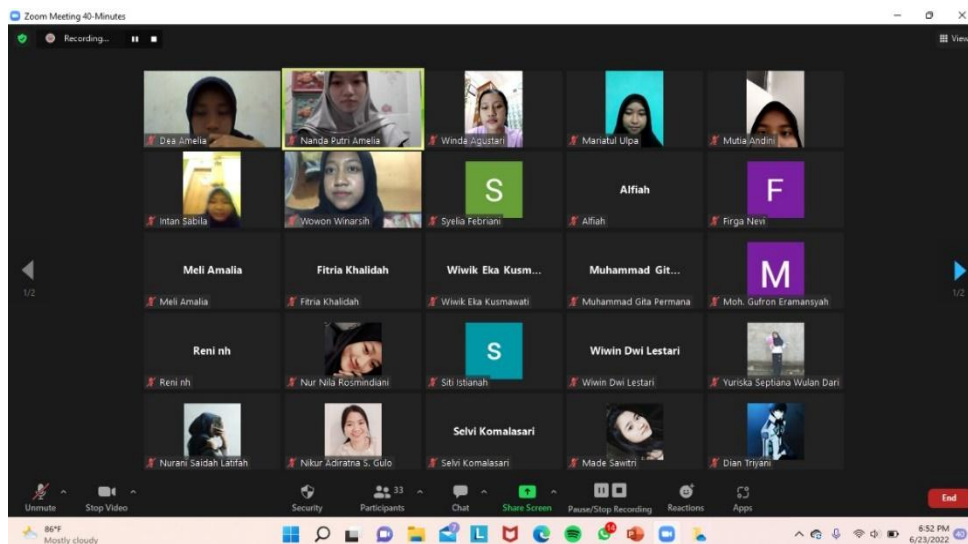 Zoom Meeting 40-Minutes
Recording...
View
Dea Amelia
Nanda Putri Amelia
Winda Agustari
Mariatul Ulpa
Mutia Andini
Intan Sabila
Wowon Winarsih
S
Syelia Febriani
Alfiah
Alfiah
F
Firga Nevi
Meli Amalia
Meli Amalia
Fitria Khalidah
Fitria Khalidah
Wiwik Eka Kusm...
Wiwik Eka Kusmawati
Muhammad Git...
Muhammad Gita Permana
M
Moh. Gufron Eramansyah
1/2
1/2
Reni nh
Reni nh
Nur Nila Rosmindiani
S
Siti Istianah
Wiwin Dwi Lestari
Wiwin Dwi Lestari
Yuriska Septiana Wulan Dari
Nurani Saidah Latifah
Nikur Adiratna S. Gulo
Selvi Komalasari
Selvi Komalasari
Made Sawitri
Dian Triyani
Unmute
Stop Video
Security
Participants
33
Chat
Share Screen
Pause/Stop Recording
Reactions
Apps
End
86°F
Mostly cloudy
L
14
6:52 PM
6/23/2022